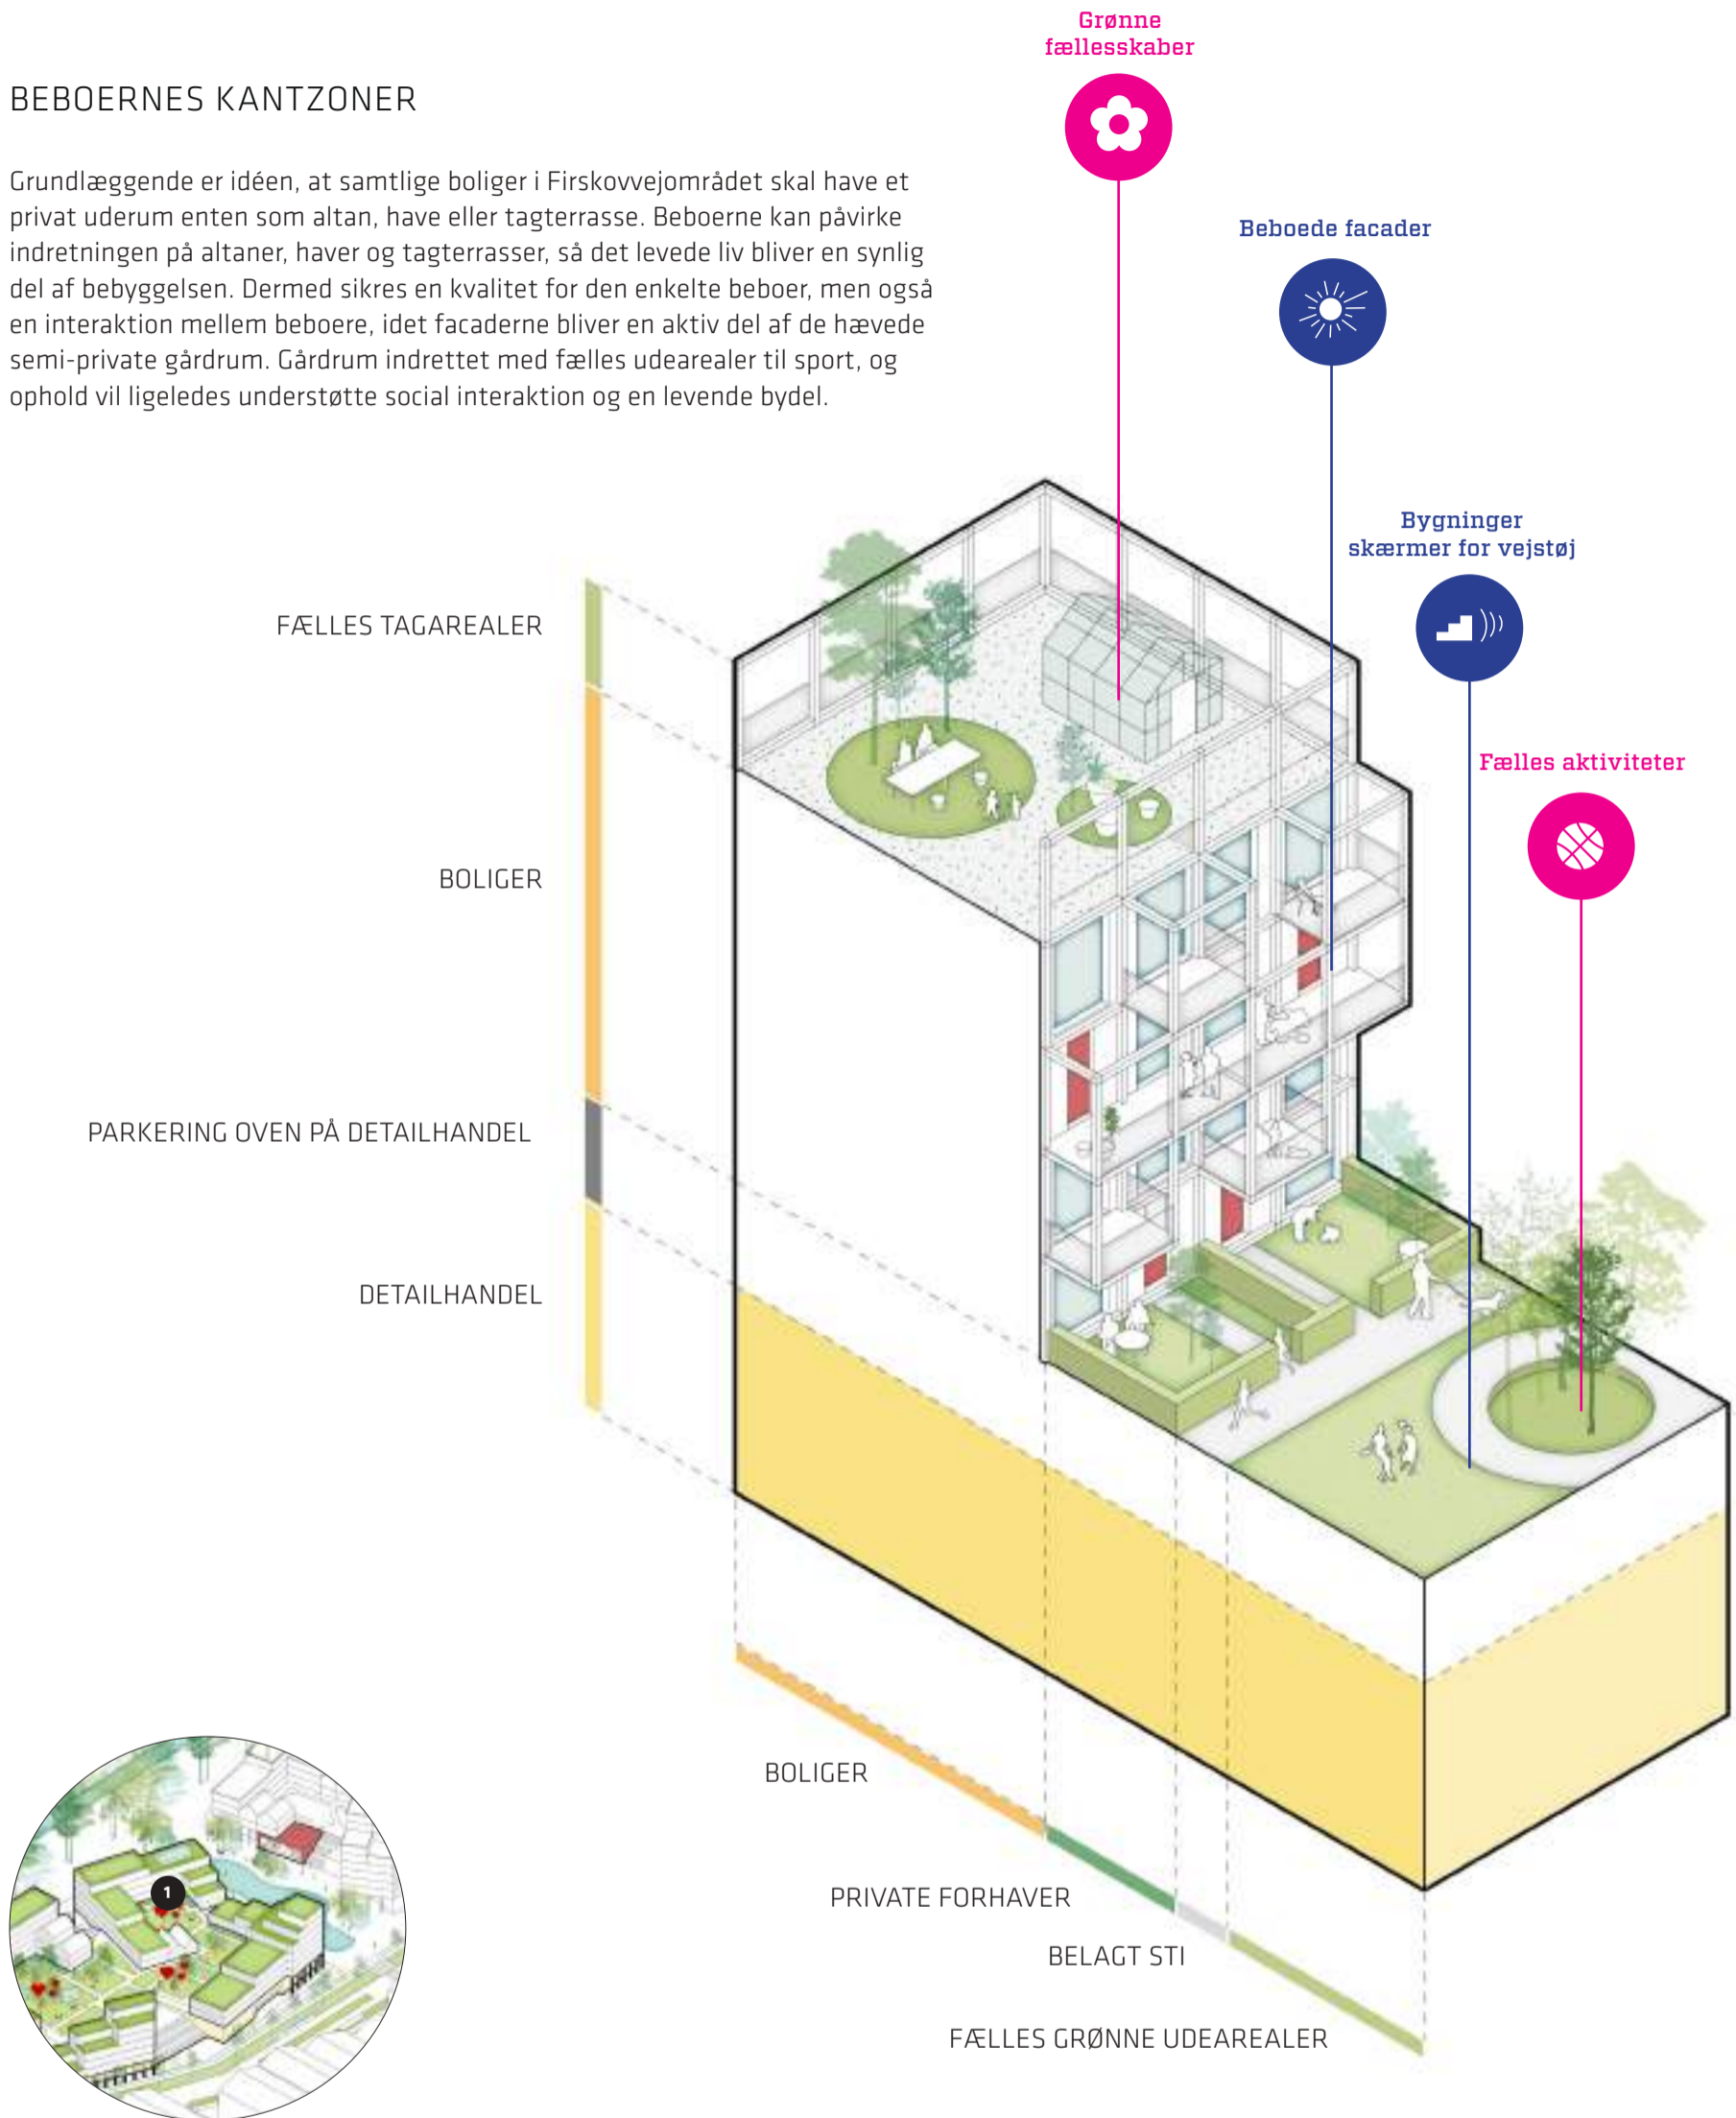 Grønne
fællesskaber
BEBOERNES KANTZONER
Grundlæggende er idéen, at samtlige boliger i Firskovvejområdet skal have et
privat uderum enten som altan, have eller tagterrasse. Beboerne kan påvirke
indretningen på altaner, haver og tagterrasser, så det levede liv bliver en synlig
del af bebyggelsen. Dermed sikres en kvalitet for den enkelte beboer, men også
en interaktion mellem beboere, idet facaderne bliver en aktiv del af de hævede
semi-private gårdrum. Gårdrum indrettet med fælles udearealer til sport, og
ophold vil ligeledes understøtte social interaktion og en levende bydel.
Beboede facader
Bygninger
skærmer for vejstøj
Fælles aktiviteter
FÆLLES TAGAREALER
BOLIGER
PARKERING OVEN PÅ DETAILHANDEL
DETAILHANDEL
BOLIGER
PRIVATE FORHAVER
BELAGT STI
FÆLLES GRØNNE UDEAREALER
1